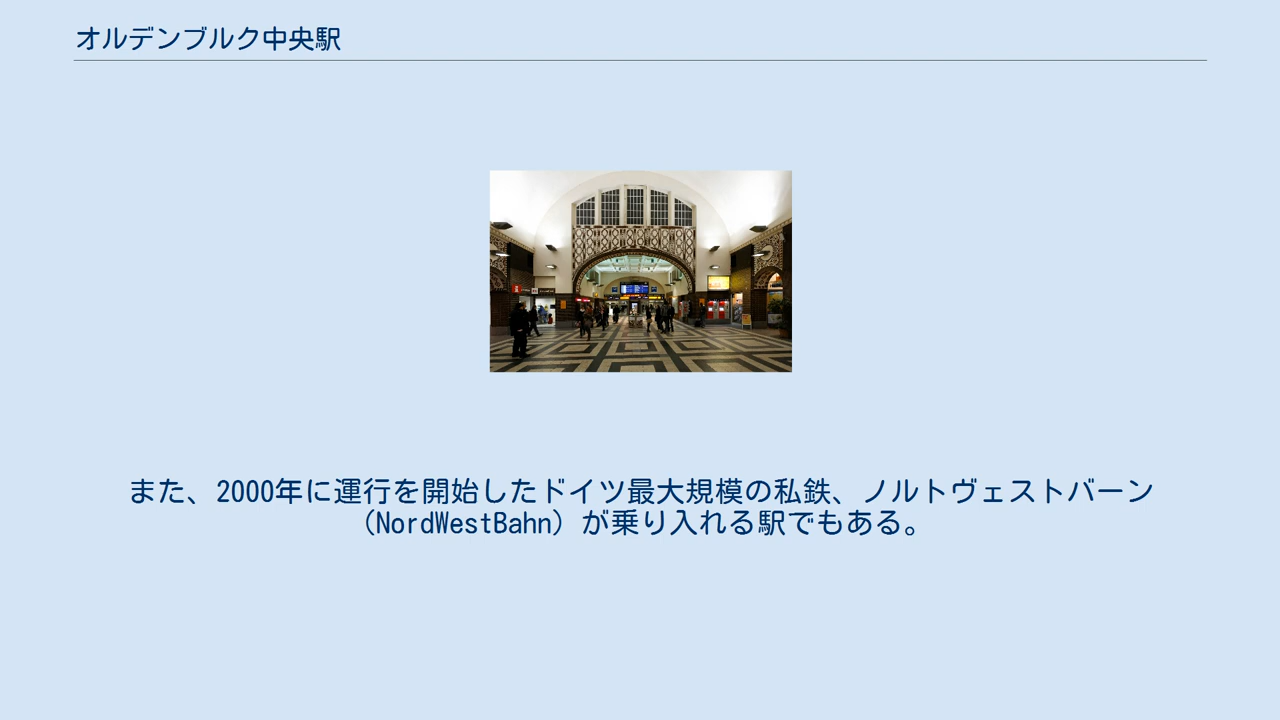 オルデンブルク中央駅
また、2000年に運行を開始したドイツ最大規模の私鉄、ノルトヴェストバーン
（NordWestBahn）が乗り入れる駅でもある。